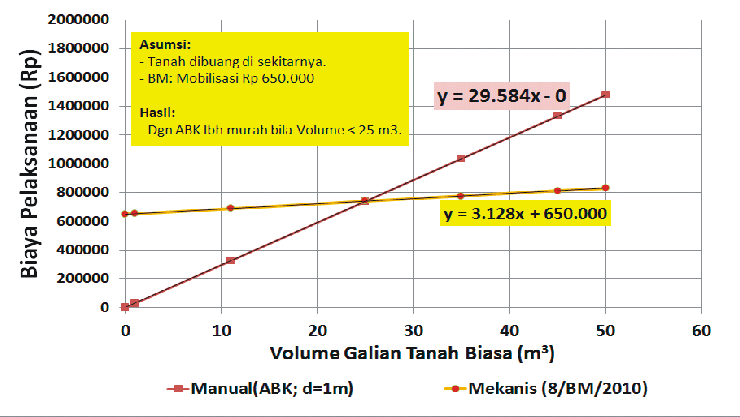 2000000
1800000
1600000
1400000
1200000
1000000
800000
600000
400000
200000
0
Biaya Pelaksanaan (Rp)
Asumsi:
- Tanah dibuang di sekitarnya.
- BM: Mobilisasi Rp 650.000
Hasil:
Dgn ABK lbh murah bila Volume < 25 m3.
y = 29.584x - 0
y = 3.128x + 650.000
0 10 20 30 40 50 60
Volume Galian Tanah Biasa (m³)
Manual(ABK; d=1m) Mekanis (8/BM/2010)